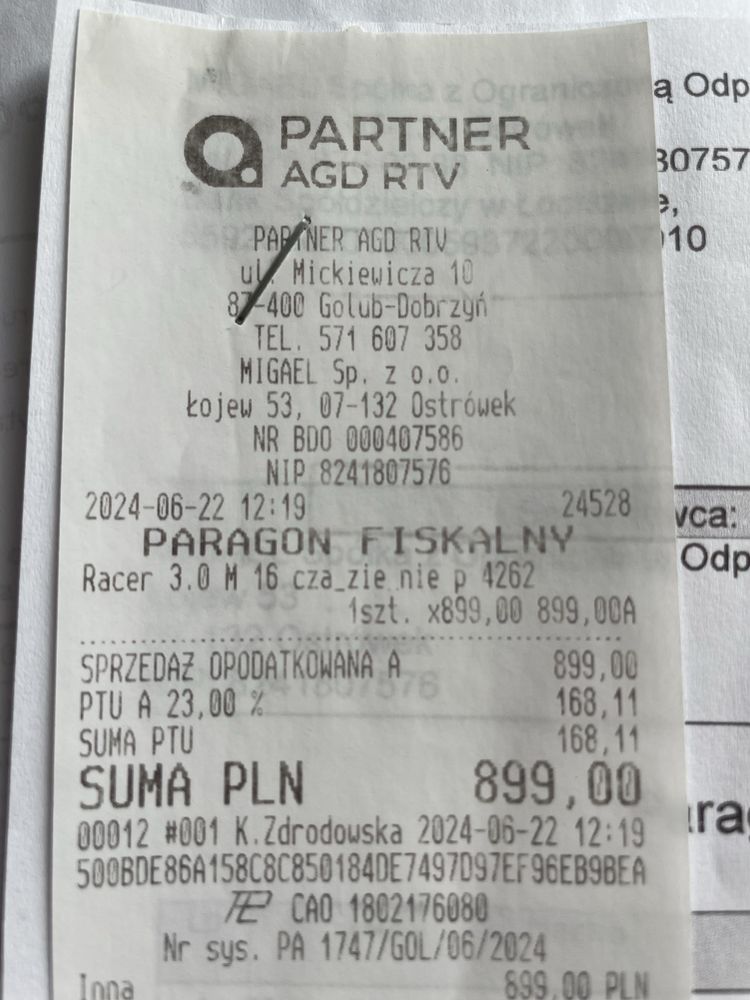 PARTNER
AGD RTV
PARTNER AGD RTV
ul. Mickiewicza 10
87-400 Golub-Dobrzyń
TEL. 571 607 358
MIGAEL Sp. z o.o.
Łojew 53, 07-132 Ostrówek
NR BDO 000407586
NIP 8241807576
2024-06-22 12:19 24528
PARAGON FISKALNY
Racer 3.0 M 16 cza_zie nie p 4262
1szt. x899,00 899,00A
SPRZEDAŻ OPODATKOWANA A 899,00
PTU A 23,00 % 168,11
SUMA PTU 168,11
SUMA PLN 899,00
00012 #001 K.Zdrodowska 2024-06-22 12:19
500BDE86A158C8C850184DE7497D97EF96EB9BEA
CAO 1802176080
Nr sys. PA 1747/GOL/06/2024
Inna 899,00 PLN
ą Odp
80757
e,
10
wca:
Odp